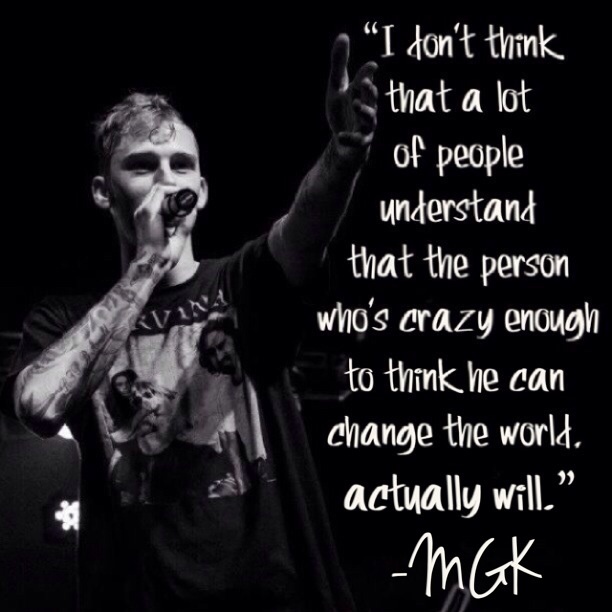 “I don't think
that a lot
of people
understand
that the person
who's crazy enough
to think he can
change the world.
actually will.”
-MGK